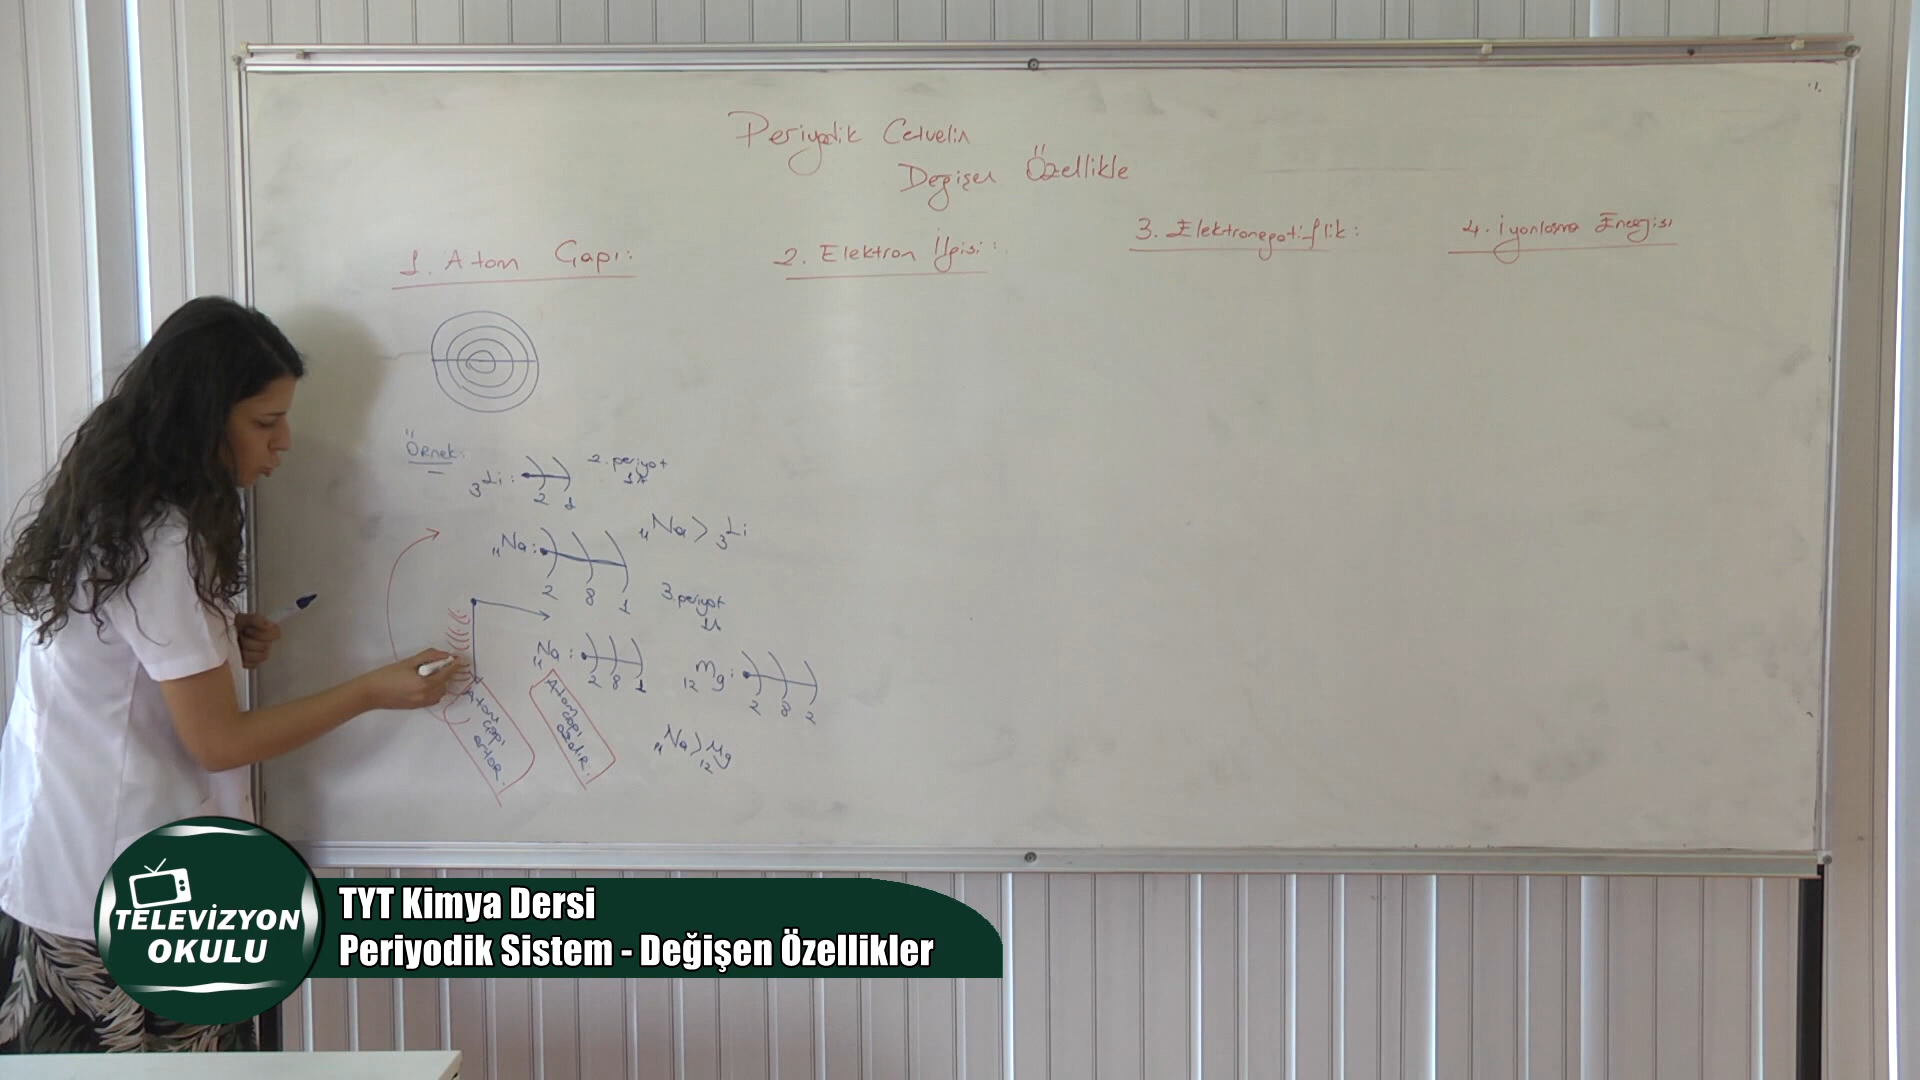 Periyodik Cetvelin
Değişen Özellikle
1. Atom Çapı:
2. Elektron İlgisi:
3. Elektronegatiflik:
4. İyonlaşma Enerjisi
Örnek:
3Li:
2 1
2. periyot
1A
11Na:
2 8 1
11Na > 3Li
3. periyot
1A
11Na:
2 8 1
12Mg:
2 8 2
Atom
çapı
artar.
Atom
çapı
azalır.
11Na > 12Mg
TELEVİZYON
OKULU
TYT Kimya Dersi
Periyodik Sistem - Değişen Özellikler